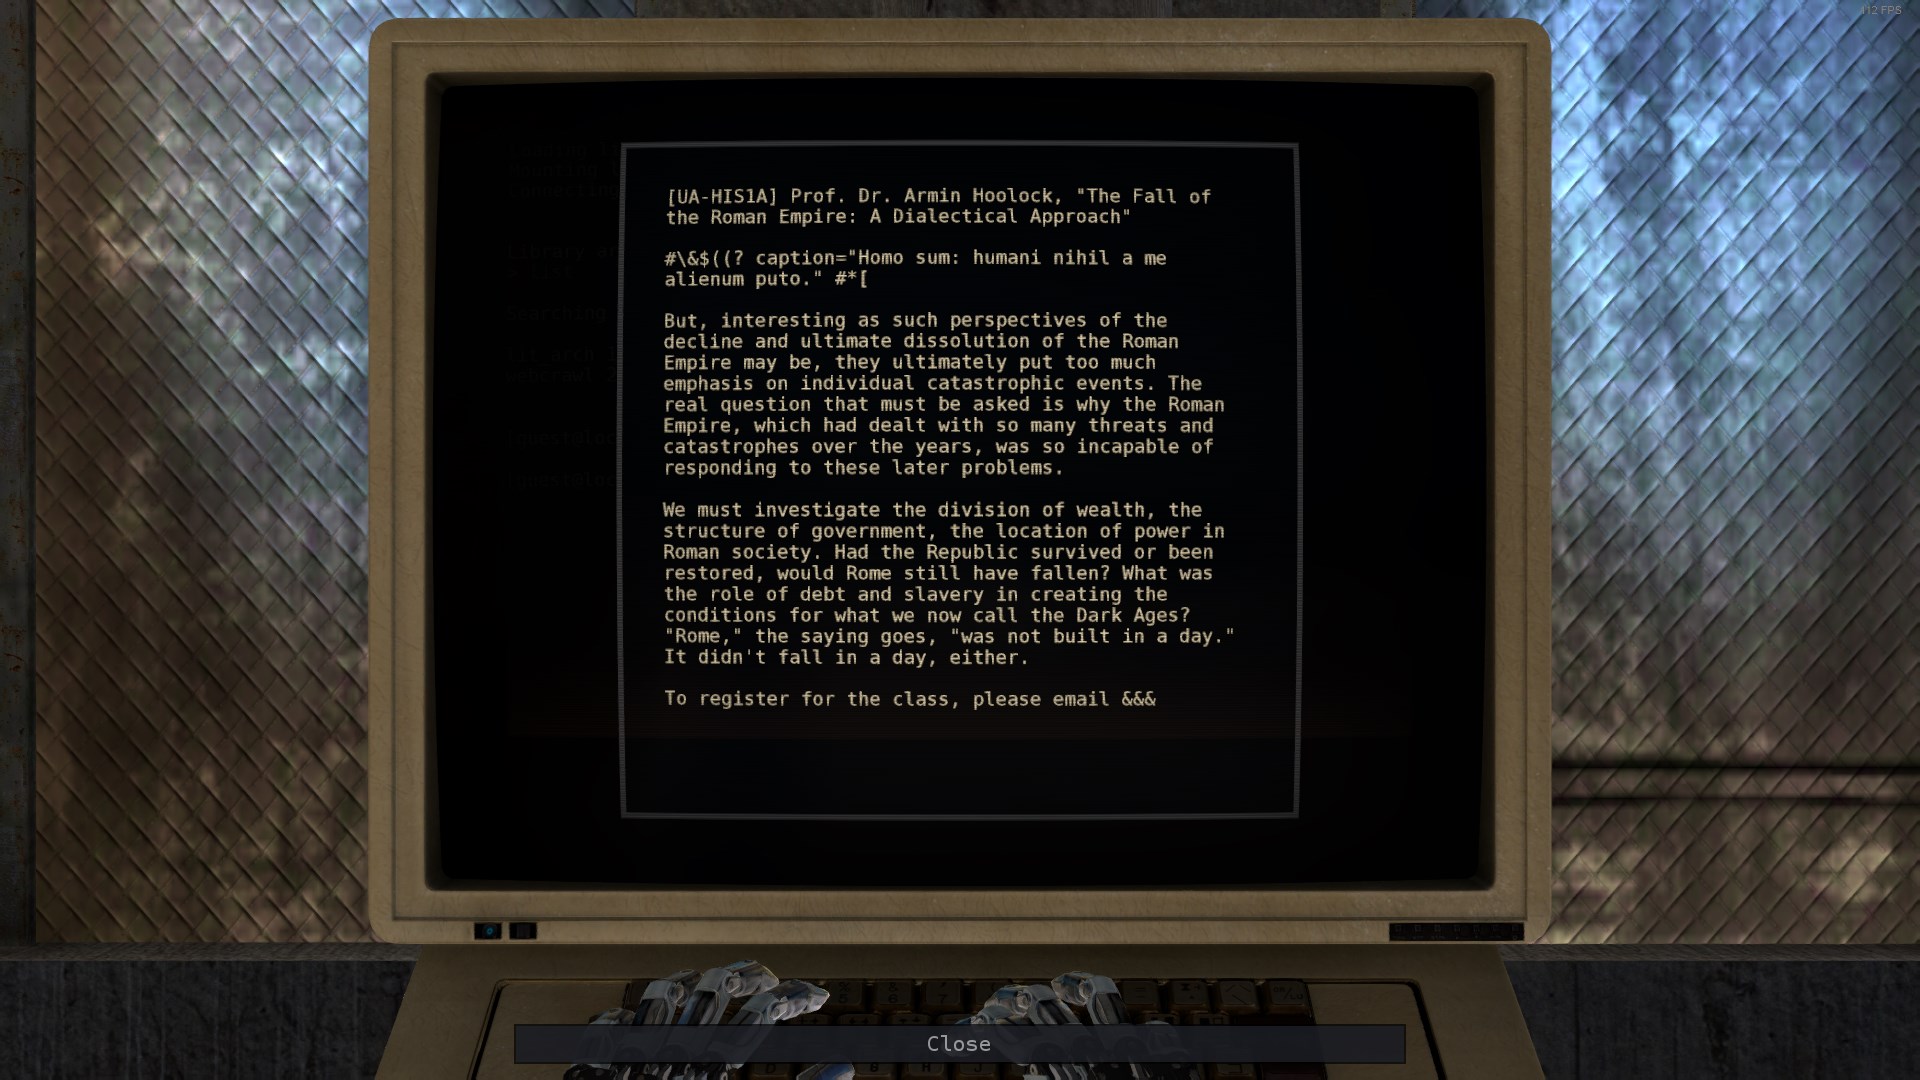 112 FPS
[UA-HIS1A] Prof. Dr. Armin Hoolock, "The Fall of
the Roman Empire: A Dialectical Approach"
#\&$((? caption="Homo sum: humani nihil a me
alienum puto." #*[
But, interesting as such perspectives of the
decline and ultimate dissolution of the Roman
Empire may be, they ultimately put too much
emphasis on individual catastrophic events. The
real question that must be asked is why the Roman
Empire, which had dealt with so many threats and
catastrophes over the years, was so incapable of
responding to these later problems.
We must investigate the division of wealth, the
structure of government, the location of power in
Roman society. Had the Republic survived or been
restored, would Rome still have fallen? What was
the role of debt and slavery in creating the
conditions for what we now call the Dark Ages?
"Rome," the saying goes, "was not built in a day."
It didn't fall in a day, either.
To register for the class, please email &&&
Close